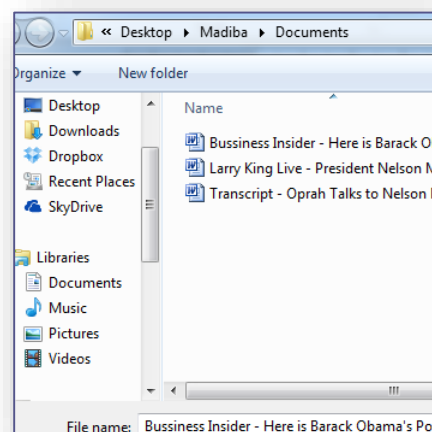 « Desktop ▸ Madiba ▸ Documents
Organize ▾ New folder
Desktop
Downloads
Dropbox
Recent Places
SkyDrive
Libraries
Documents
Music
Pictures
Videos
Name
Bussiness Insider - Here is Barack O
Larry King Live - President Nelson M
Transcript - Oprah Talks to Nelson
File name: Bussiness Insider - Here is Barack Obama's Po